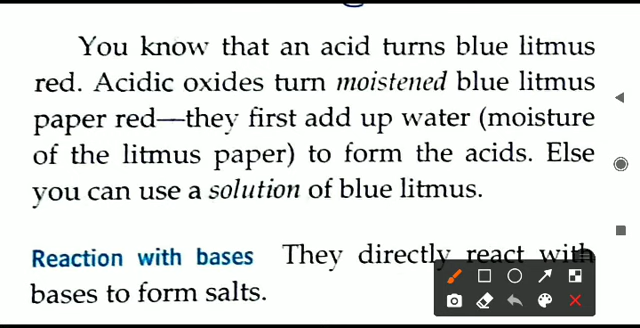 You know that an acid turns blue litmus
red. Acidic oxides turn moistened blue litmus
paper red—they first add up water (moisture
of the litmus paper) to form the acids. Else
you can use a solution of blue litmus.
Reaction with bases They directly react with
bases to form salts.